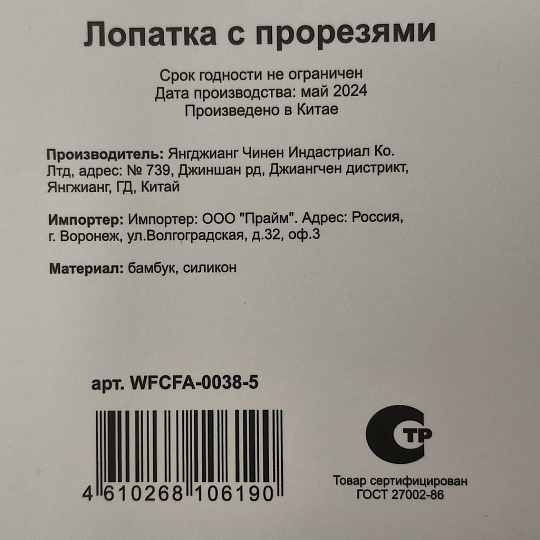 Лопатка с прорезями
Срок годности не ограничен
Дата производства: май 2024
Произведено в Китае
Производитель: Янгджианг Чинен Индастриал Ко.
Лтд, адрес: № 739, Джиншан рд, Джиангчен дистрикт,
Янгжианг, ГД, Китай
Импортер: Импортер: ООО "Прайм". Адрес: Россия,
г. Воронеж, ул.Волгоградская, д.32, оф.3
Материал: бамбук, силикон
арт. WFCFA-0038-5
4 610268 106190
СТР
Товар сертифицирован
ГОСТ 27002-86